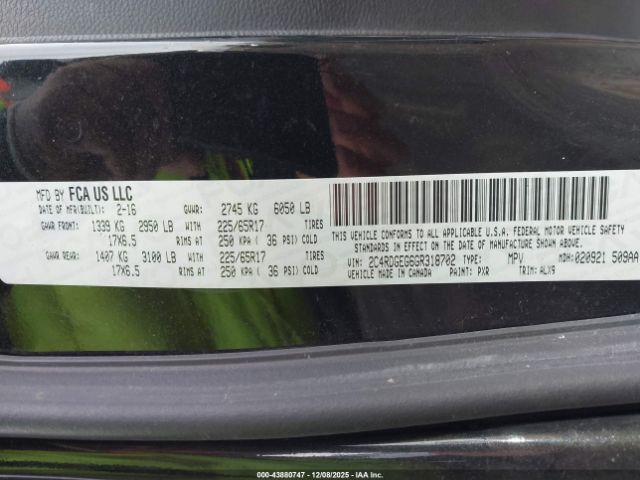 MFD BY FCA US LLC
DATE OF MFR(BUILT): 2-16 GVWR: 2745 KG 6050 LB
GAWR FRONT: 1339 KG 2950 LB WITH 225/65R17 TIRES
17X6.5 RIMS AT 250 KPA ( 36 PSI) COLD
GAWR REAR: 1407 KG 3100 LB WITH 225/65R17 TIRES
17X6.5 RIMS AT 250 KPA ( 36 PSI) COLD
THIS VEHICLE CONFORMS TO ALL APPLICABLE U.S.A. FEDERAL MOTOR VEHICLE SAFETY
STANDARDS IN EFFECT ON THE DATE OF MANUFACTURE SHOWN ABOVE.
VIN: 2C4RDGEG6GR318702 TYPE: MPV MDH:020921 509AA
VEHICLE MADE IN CANADA PAINT: PXR TRIM: ALX9
000-43880747 • 12/08/2025 • IAAI.COM